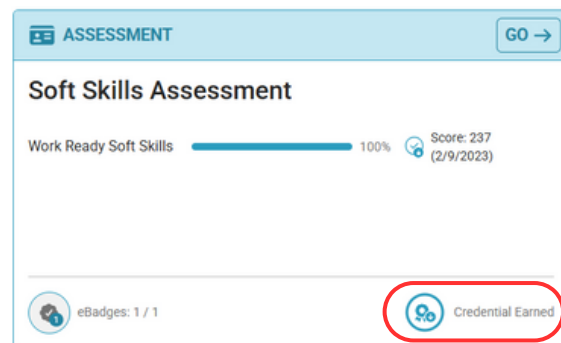 ASSESSMENT
GO →
Soft Skills Assessment
Work Ready Soft Skills 100% Score: 237
(2/9/2023)
1
eBadges: 1 / 1
Credential Earned